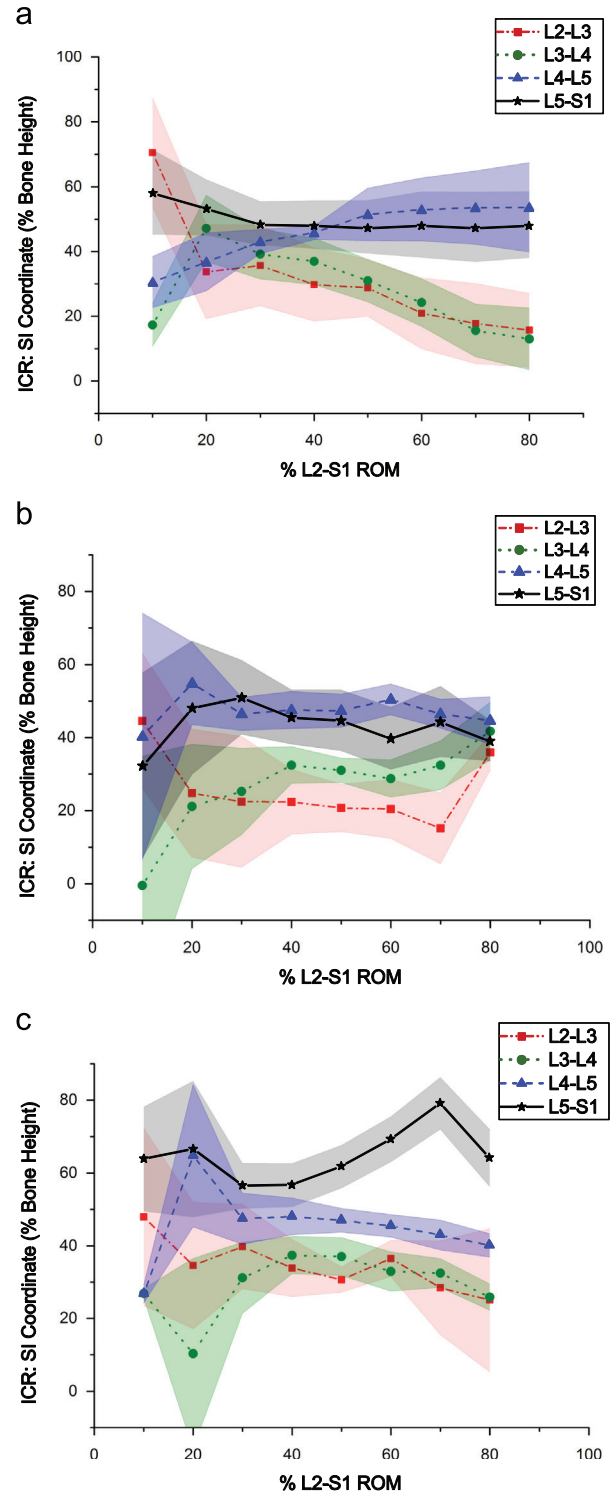 a
L2-L3
L3-L4
L4-L5
L5-S1
100
80
60
40
20
0
ICR: SI Coordinate (% Bone Height)
0 20 40 60 80
% L2-S1 ROM
b
L2-L3
L3-L4
L4-L5
L5-S1
80
60
40
20
0
ICR: SI Coordinate (% Bone Height)
0 20 40 60 80 100
% L2-S1 ROM
c
L2-L3
L3-L4
L4-L5
L5-S1
80
60
40
20
0
ICR: SI Coordinate (% Bone Height)
0 20 40 60 80 100
% L2-S1 ROM